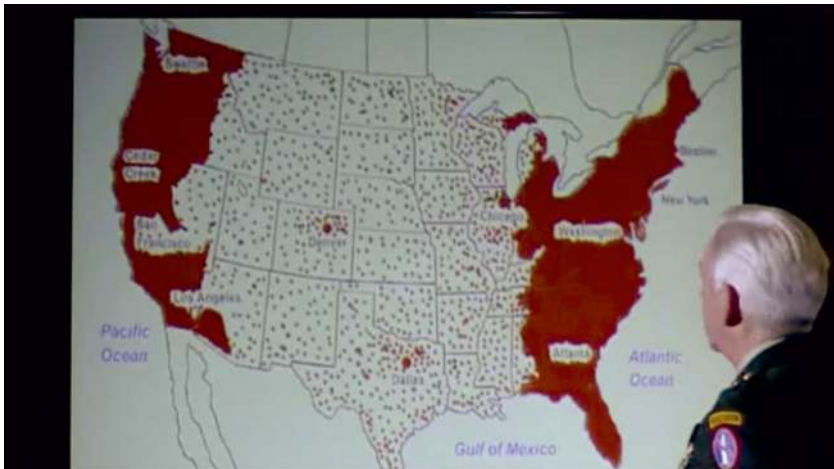 Seattle
Cedar
Creek
San
Francisco
Los Angeles
Denver
Dallas
Chicago
Washington
Atlanta
Boston
New York
Pacific
Ocean
Atlantic
Ocean
Gulf of Mexico